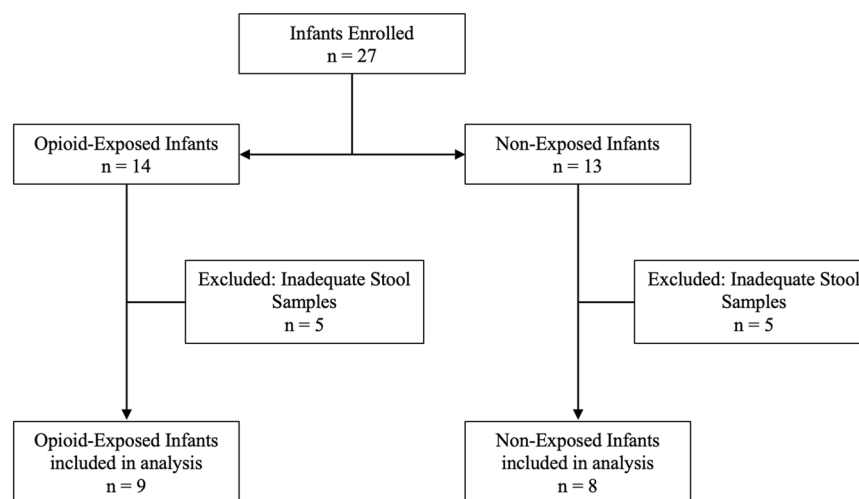 Infants Enrolled
n = 27
Opioid-Exposed Infants
n = 14
Non-Exposed Infants
n = 13
Excluded: Inadequate Stool
Samples
n = 5
Excluded: Inadequate Stool
Samples
n = 5
Opioid-Exposed Infants
included in analysis
n = 9
Non-Exposed Infants
included in analysis
n = 8